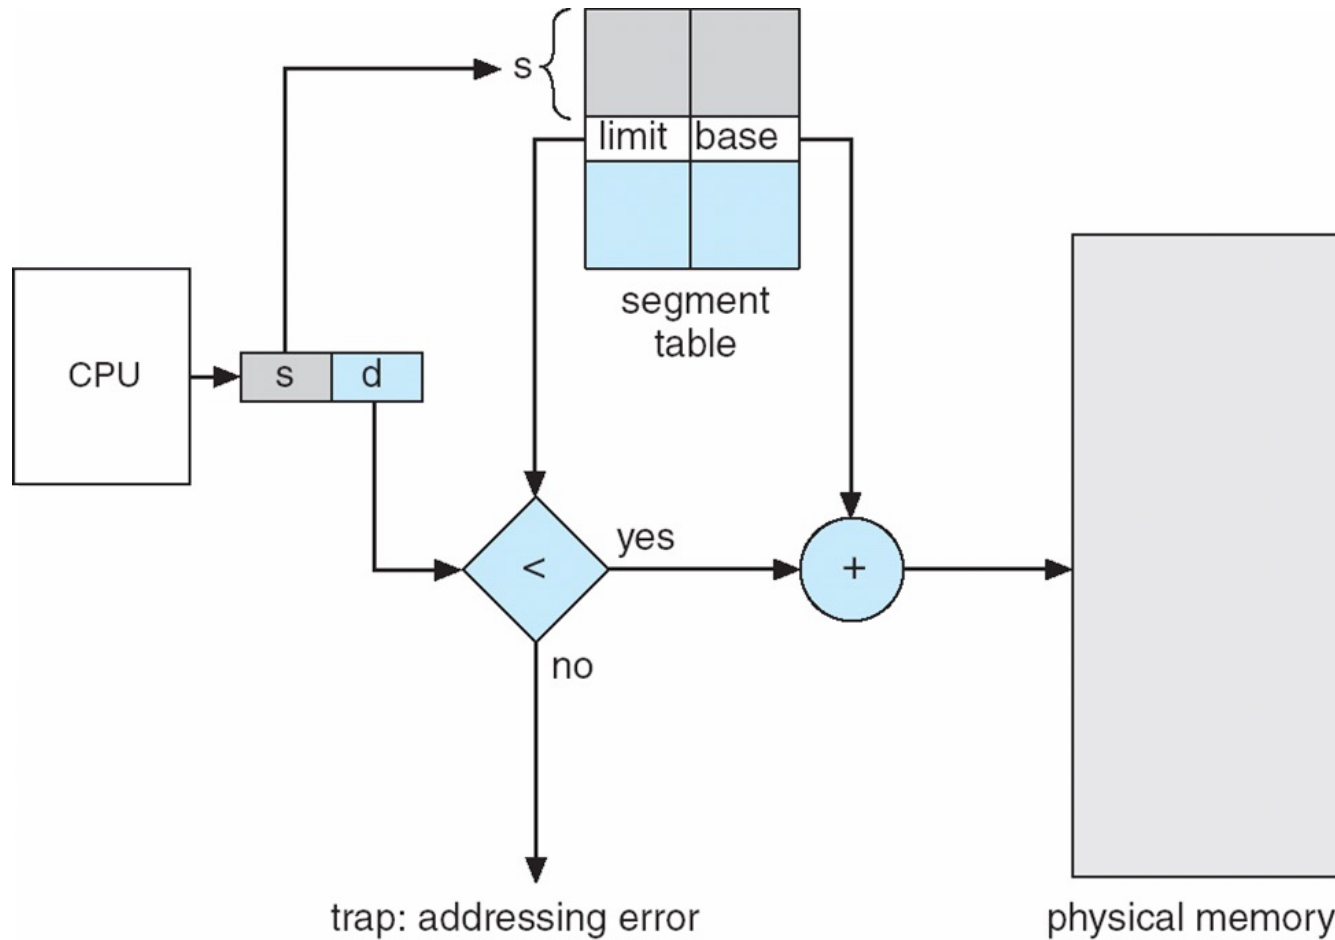 s
limit base
segment
table
CPU
s d
<
yes
+
no
trap: addressing error
physical memory